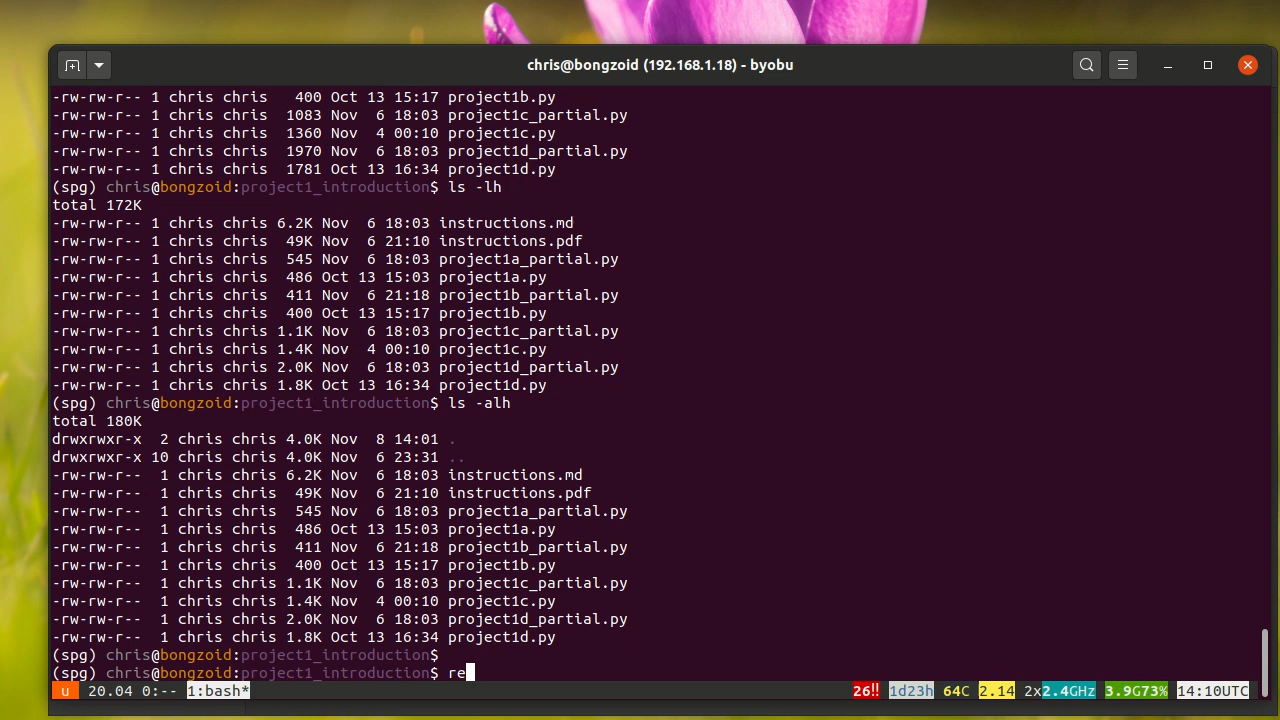 chris@bongzoid (192.168.1.18) - byobu
-rw-rw-r-- 1 chris chris   400 Oct 13 15:17 project1b.py
-rw-rw-r-- 1 chris chris  1083 Nov  6 18:03 project1c_partial.py
-rw-rw-r-- 1 chris chris  1360 Nov  4 00:10 project1c.py
-rw-rw-r-- 1 chris chris  1970 Nov  6 18:03 project1d_partial.py
-rw-rw-r-- 1 chris chris  1781 Oct 13 16:34 project1d.py
(spg) chris@bongzoid:project1_introduction$ ls -lh
total 172K
-rw-rw-r-- 1 chris chris 6.2K Nov  6 18:03 instructions.md
-rw-rw-r-- 1 chris chris  49K Nov  6 21:10 instructions.pdf
-rw-rw-r-- 1 chris chris  545 Nov  6 18:03 project1a_partial.py
-rw-rw-r-- 1 chris chris  486 Oct 13 15:03 project1a.py
-rw-rw-r-- 1 chris chris  411 Nov  6 21:18 project1b_partial.py
-rw-rw-r-- 1 chris chris  400 Oct 13 15:17 project1b.py
-rw-rw-r-- 1 chris chris 1.1K Nov  6 18:03 project1c_partial.py
-rw-rw-r-- 1 chris chris 1.4K Nov  4 00:10 project1c.py
-rw-rw-r-- 1 chris chris 2.0K Nov  6 18:03 project1d_partial.py
-rw-rw-r-- 1 chris chris 1.8K Oct 13 16:34 project1d.py
(spg) chris@bongzoid:project1_introduction$ ls -alh
total 180K
drwxrwxr-x  2 chris chris 4.0K Nov  8 14:01 .
drwxrwxr-x 10 chris chris 4.0K Nov  6 23:31 ..
-rw-rw-r--  1 chris chris 6.2K Nov  6 18:03 instructions.md
-rw-rw-r--  1 chris chris  49K Nov  6 21:10 instructions.pdf
-rw-rw-r--  1 chris chris  545 Nov  6 18:03 project1a_partial.py
-rw-rw-r--  1 chris chris  486 Oct 13 15:03 project1a.py
-rw-rw-r--  1 chris chris  411 Nov  6 21:18 project1b_partial.py
-rw-rw-r--  1 chris chris  400 Oct 13 15:17 project1b.py
-rw-rw-r--  1 chris chris 1.1K Nov  6 18:03 project1c_partial.py
-rw-rw-r--  1 chris chris 1.4K Nov  4 00:10 project1c.py
-rw-rw-r--  1 chris chris 2.0K Nov  6 18:03 project1d_partial.py
-rw-rw-r--  1 chris chris 1.8K Oct 13 16:34 project1d.py
(spg) chris@bongzoid:project1_introduction$
(spg) chris@bongzoid:project1_introduction$ re
u 20.04 0:-- 1:bash* 26!! 1d23h 64C 2.14 2x2.4GHz 3.9G73% 14:10UTC